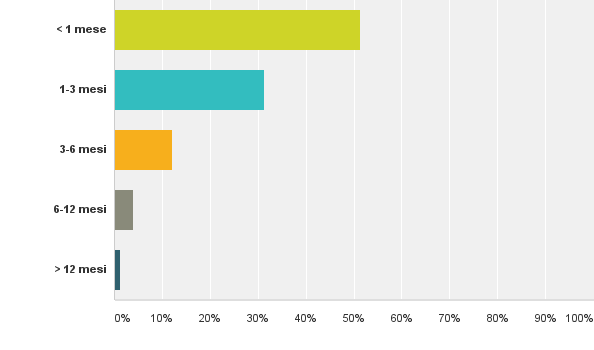 < 1 mese
1-3 mesi
3-6 mesi
6-12 mesi
> 12 mesi
0% 10% 20% 30% 40% 50% 60% 70% 80% 90% 100%